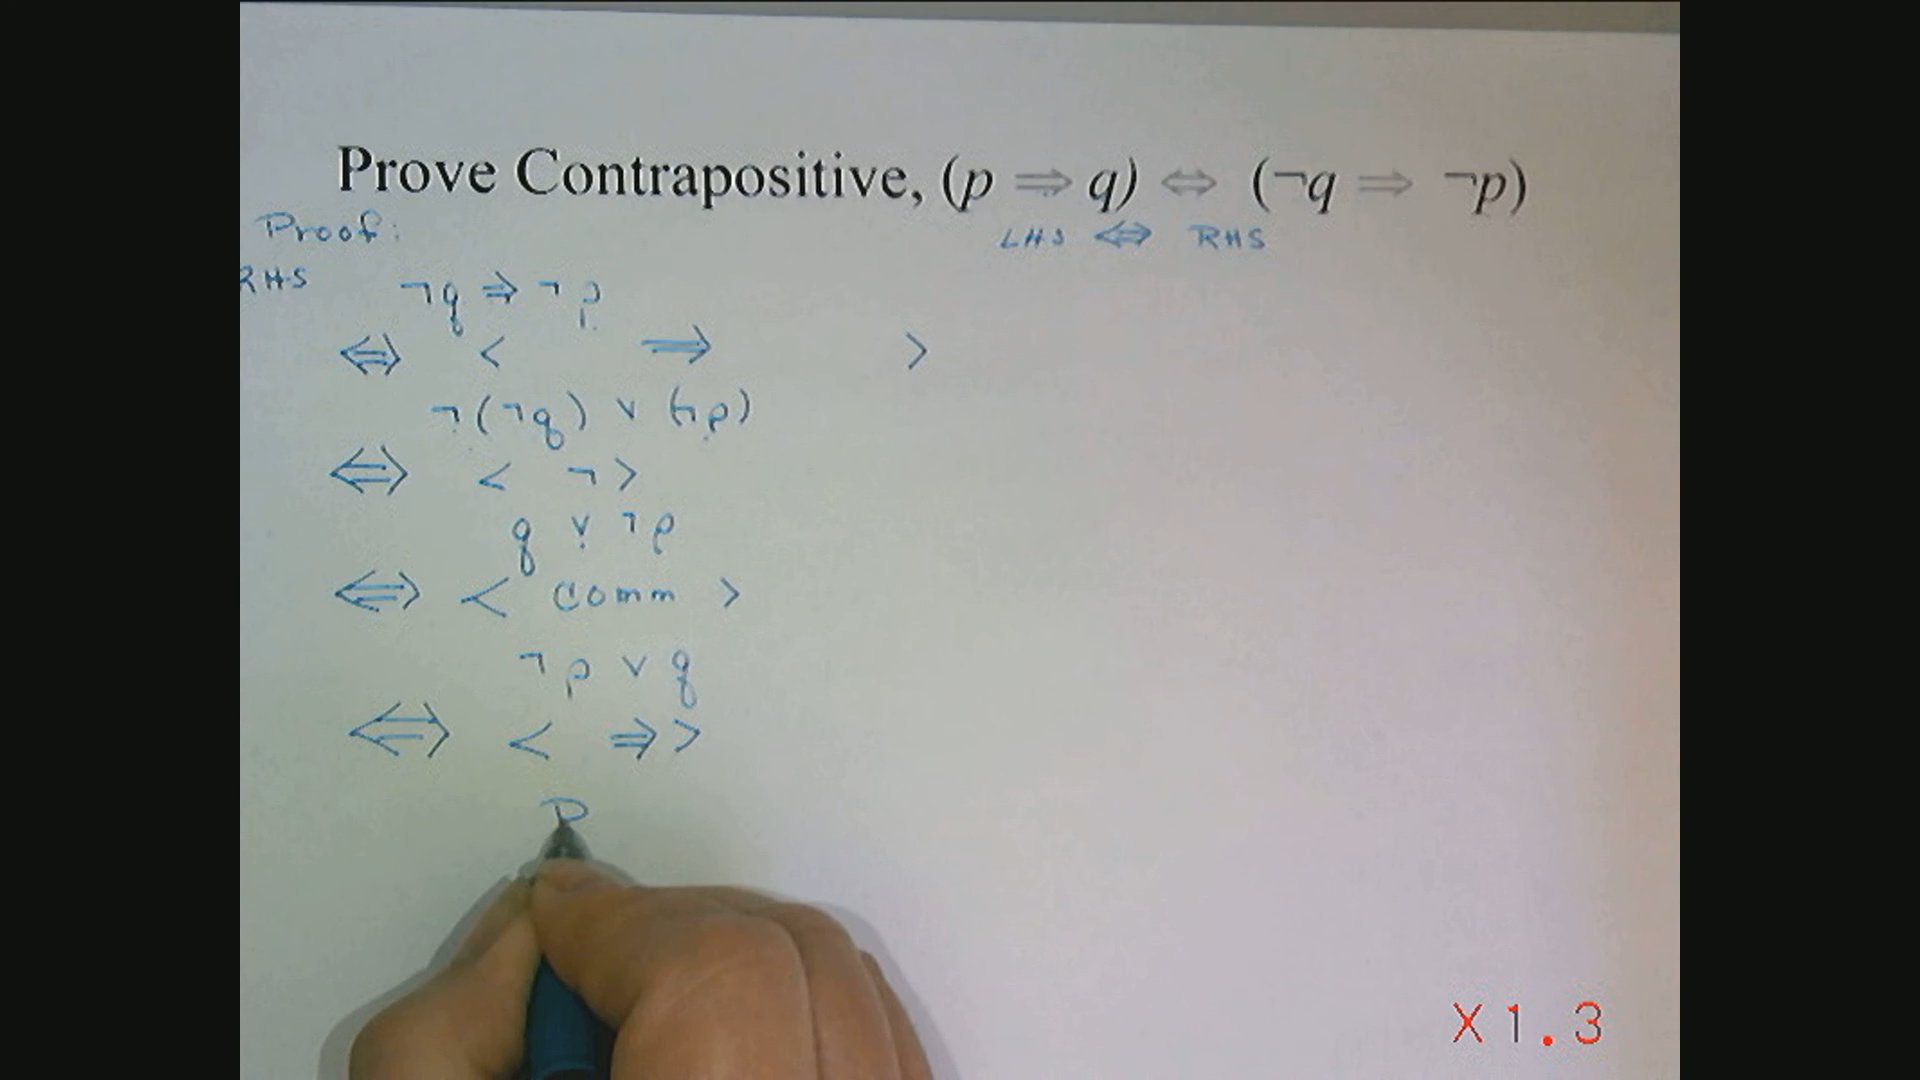 Prove Contrapositive, (p ⇒ q) ⇔ (¬q ⇒ ¬p)
Proof: LHS ⇔ RHS
RHS ¬q ⇒ ¬p
⇔ < ⇒ >
¬(¬q) ∨ (¬p)
⇔ < ¬ >
q ∨ ¬p
⇔ < Comm >
¬p ∨ q
⇔ < ⇒ >
p
X1.3